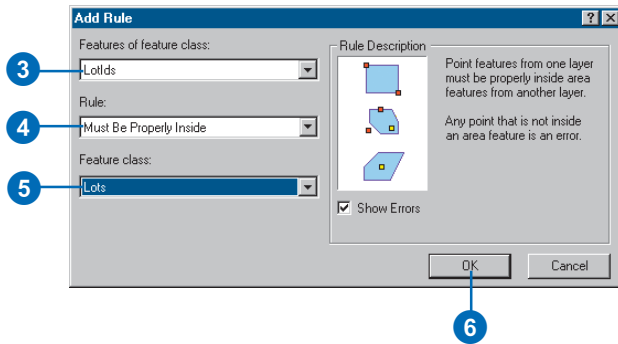 Add Rule
Features of feature class:
3
LotIds
Rule:
4
Must Be Properly Inside
Feature class:
5
Lots
Rule Description
Point features from one layer
must be properly inside area
features from another layer.
Any point that is not inside
an area feature is an error.
Show Errors
OK
Cancel
6